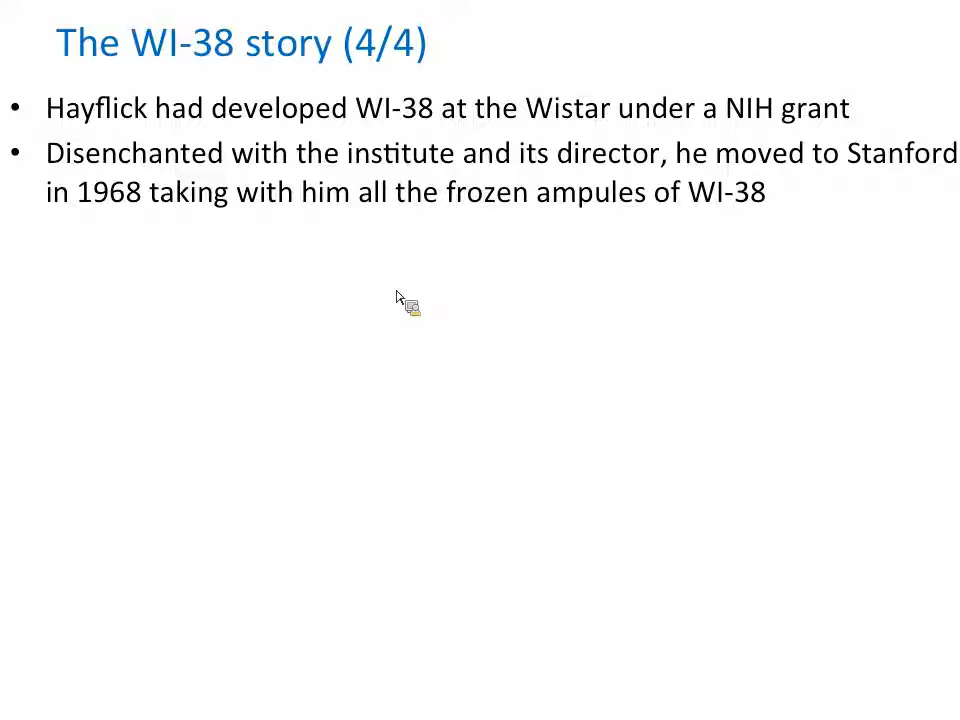 The WI-38 story (4/4)
• Hayflick had developed WI-38 at the Wistar under a NIH grant
• Disenchanted with the institute and its director, he moved to Stanford
in 1968 taking with him all the frozen ampules of WI-38